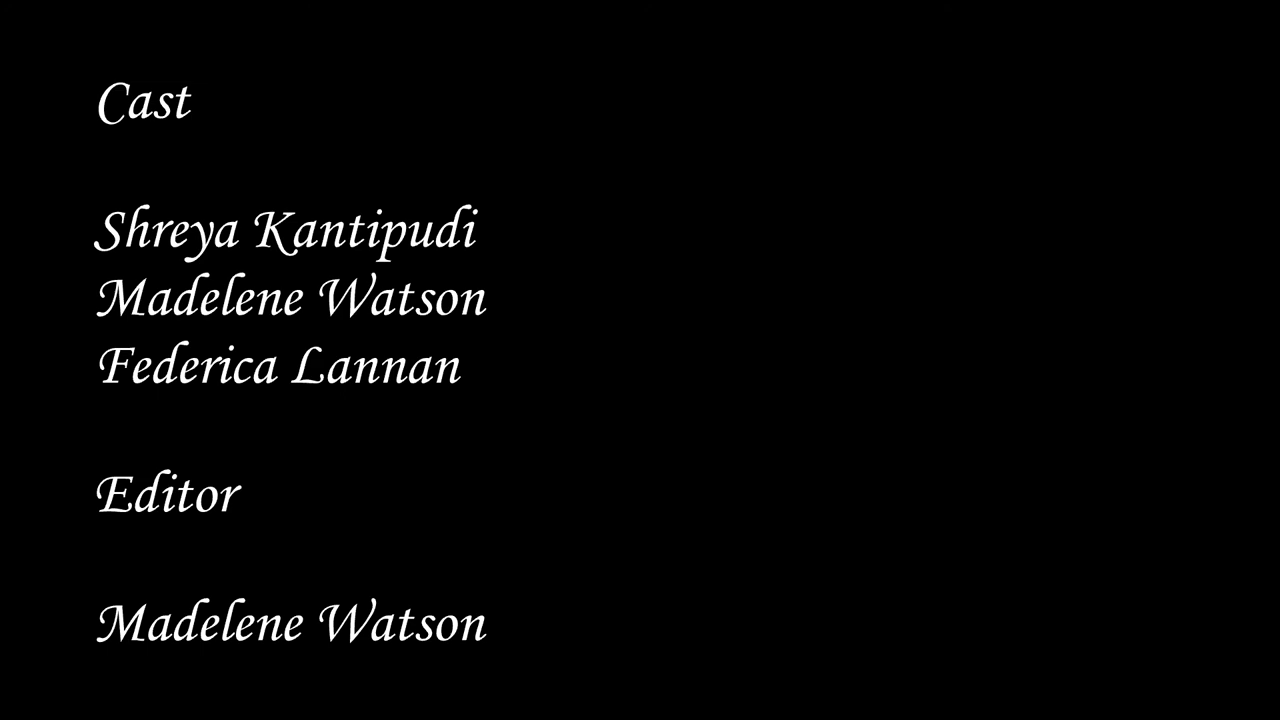 Cast
Shreya Kantipudi
Madelene Watson
Federica Lannan
Editor
Madelene Watson